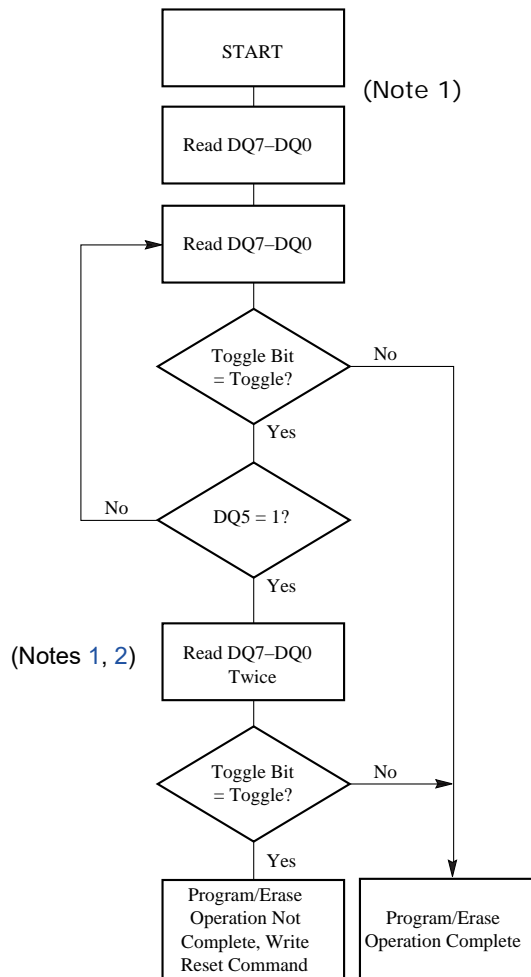 START
(Note 1)
Read DQ7–DQ0
Read DQ7–DQ0
Toggle Bit
= Toggle?
No
Yes
No
DQ5 = 1?
Yes
(Notes 1, 2)
Read DQ7–DQ0
Twice
Toggle Bit
= Toggle?
No
Yes
Program/Erase
Operation Not
Complete, Write
Reset Command
Program/Erase
Operation Complete